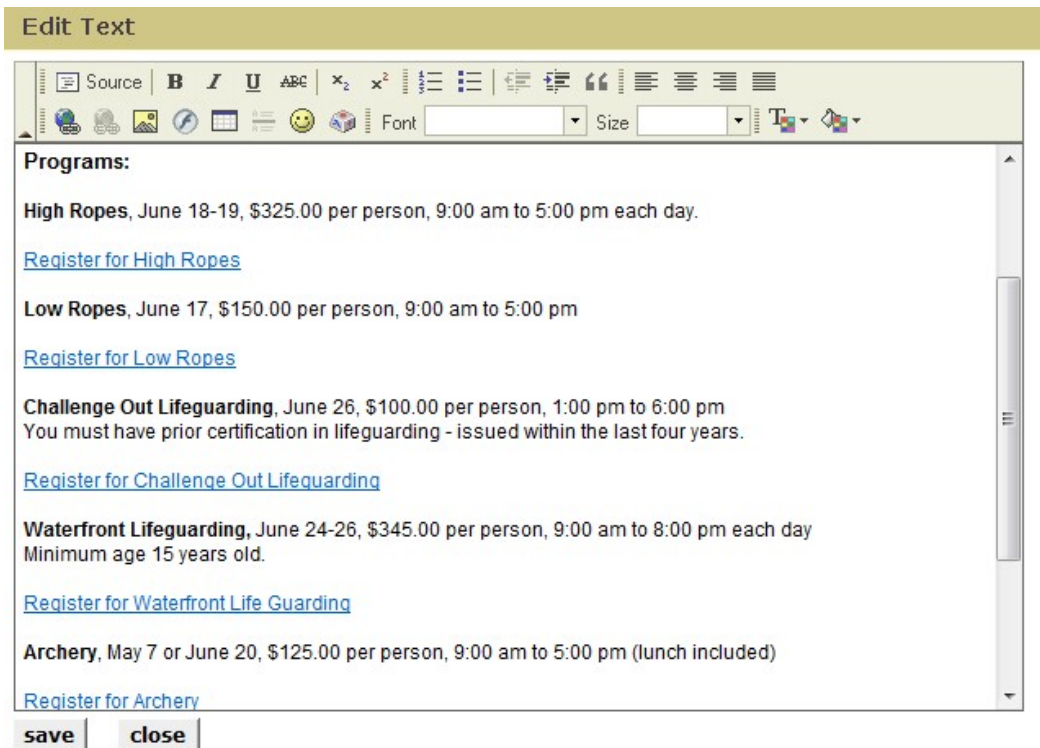 Edit Text
Source B I U ABC x₂ x²
Font Size
Programs:
High Ropes, June 18-19, $325.00 per person, 9:00 am to 5:00 pm each day.
Register for High Ropes
Low Ropes, June 17, $150.00 per person, 9:00 am to 5:00 pm
Register for Low Ropes
Challenge Out Lifeguarding, June 26, $100.00 per person, 1:00 pm to 6:00 pm
You must have prior certification in lifeguarding - issued within the last four years.
Register for Challenge Out Lifeguarding
Waterfront Lifeguarding, June 24-26, $345.00 per person, 9:00 am to 8:00 pm each day
Minimum age 15 years old.
Register for Waterfront Life Guarding
Archery, May 7 or June 20, $125.00 per person, 9:00 am to 5:00 pm (lunch included)
Register for Archery
save close